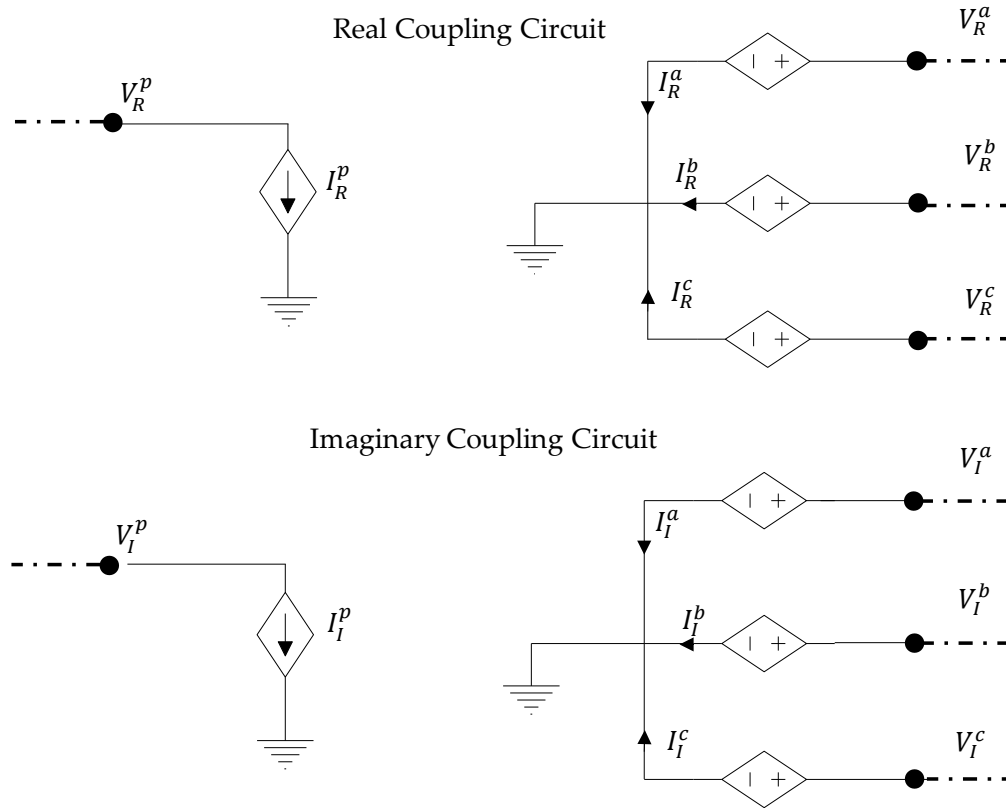 Real Coupling Circuit
V_R^a
V_R^p
I_R^a
I_R^p
I_R^b
V_R^b
I_R^c
V_R^c
− +
− +
− +
Imaginary Coupling Circuit
V_I^a
V_I^p
I_I^a
I_I^p
I_I^b
V_I^b
I_I^c
V_I^c
− +
− +
− +